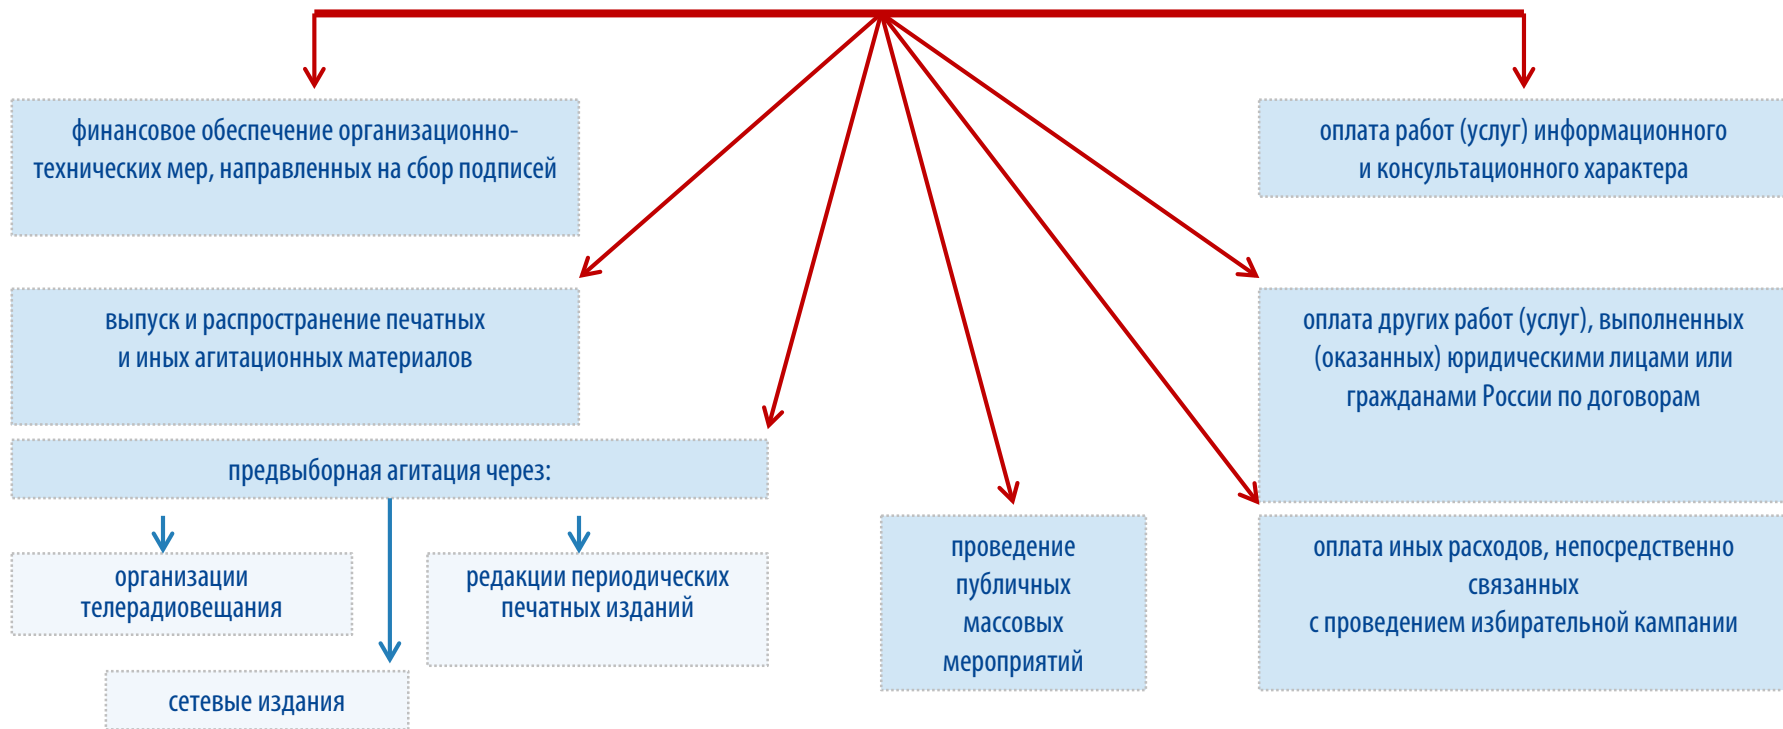 финансовое обеспечение организационно-
технических мер, направленных на сбор подписей
оплата работ (услуг) информационного
и консультационного характера
выпуск и распространение печатных
и иных агитационных материалов
оплата других работ (услуг), выполненных
(оказанных) юридическими лицами или
гражданами России по договорам
предвыборная агитация через:
организации
телерадиовещания
редакции периодических
печатных изданий
сетевые издания
проведение
публичных
массовых
мероприятий
оплата иных расходов, непосредственно
связанных
с проведением избирательной кампании